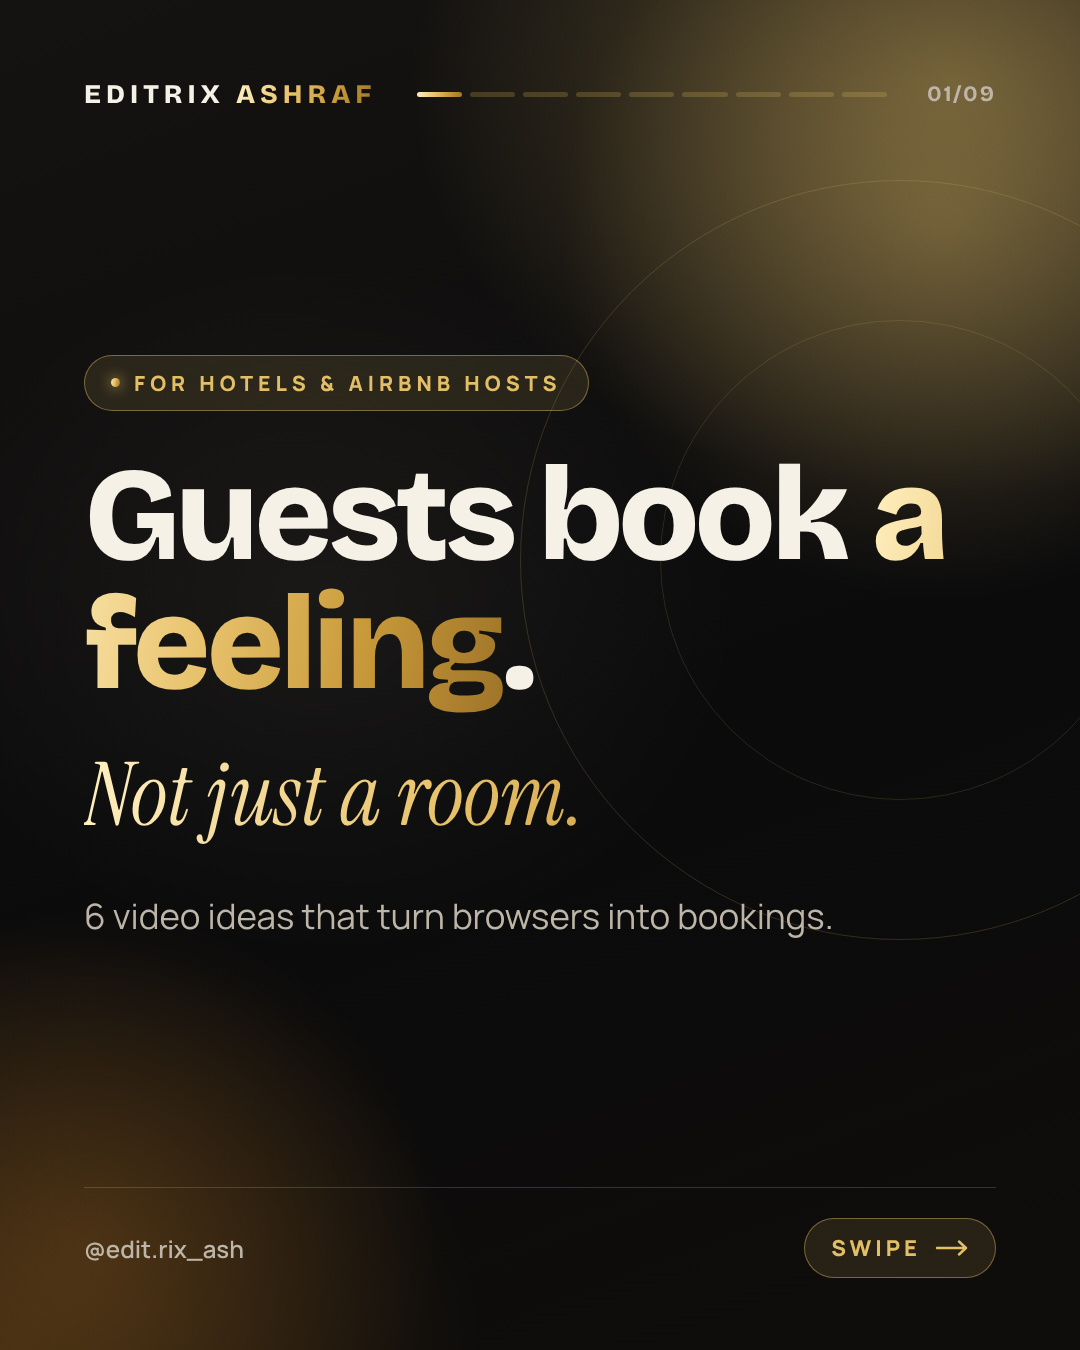 EDITRIX ASHRAF
01/09
FOR HOTELS & AIRBNB HOSTS
Guests book a
feeling.
Not just a room.
6 video ideas that turn browsers into bookings.
@edit.rix_ash
SWIPE →